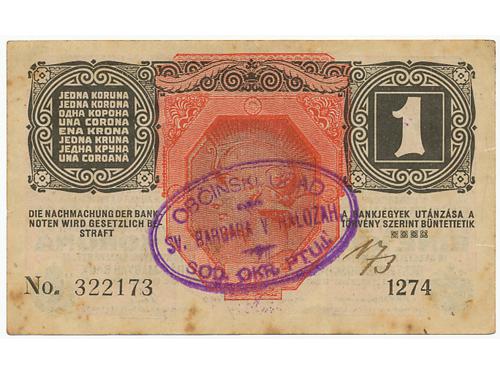 JEDNA KORUNA
JEDNA KORONA
ОДНА КОРОНА
UNA CORONA
ENA KRONA
JEDNA KRUNA
ЈЕДНА КРУНА
UNA COROANĂ
1
DIE NACHMACHUNG DER BANK-
NOTEN WIRD GESETZLICH BE-
STRAFT
A BANKJEGYEK UTÁNZÁSA A
TÖRVÉNY SZERINT BÜNTETTETIK
OBČINSKI URAD
SV. BARBARA V HALOZAH
SOD. OKR. PTUJ.
173
No. 322173
1274